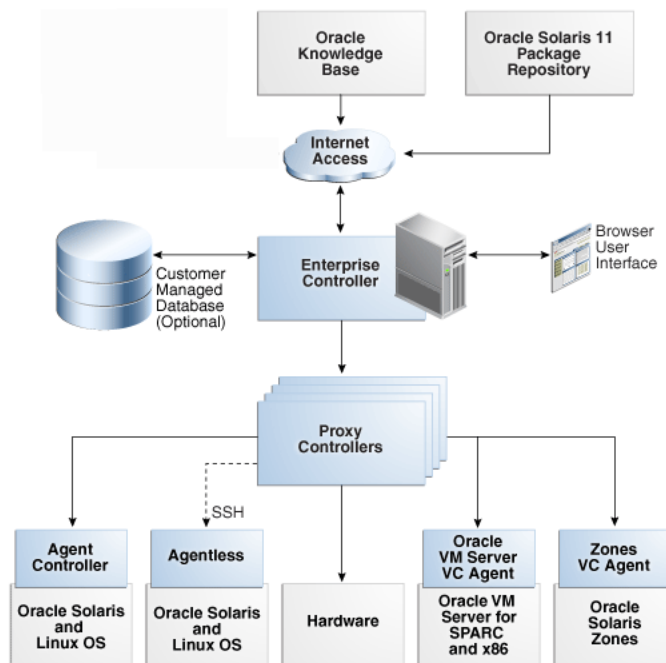 Oracle
Knowledge
Base
Oracle Solaris 11
Package
Repository
Internet
Access
Customer
Managed
Database
(Optional)
Enterprise
Controller
Browser
User
Interface
Proxy
Controllers
SSH
Agent
Controller
Oracle Solaris
and
Linux OS
Agentless
Oracle Solaris
and
Linux OS
Hardware
Oracle
VM Server
VC Agent
Oracle VM
Server for
SPARC
and x86
Zones
VC Agent
Oracle
Solaris
Zones